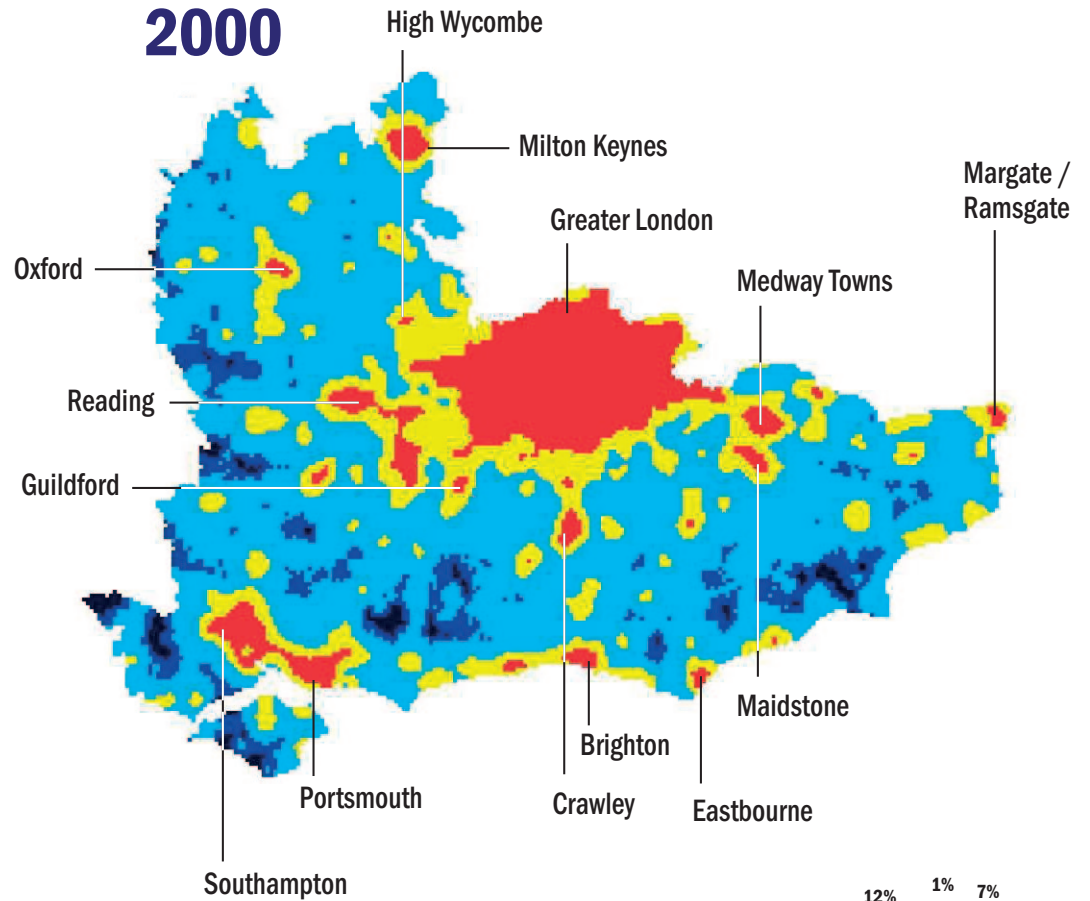 2000
High Wycombe
Milton Keynes
Margate /
Ramsgate
Greater London
Oxford
Medway Towns
Reading
Guildford
Maidstone
Brighton
Portsmouth
Crawley
Eastbourne
Southampton
12% 1% 7%